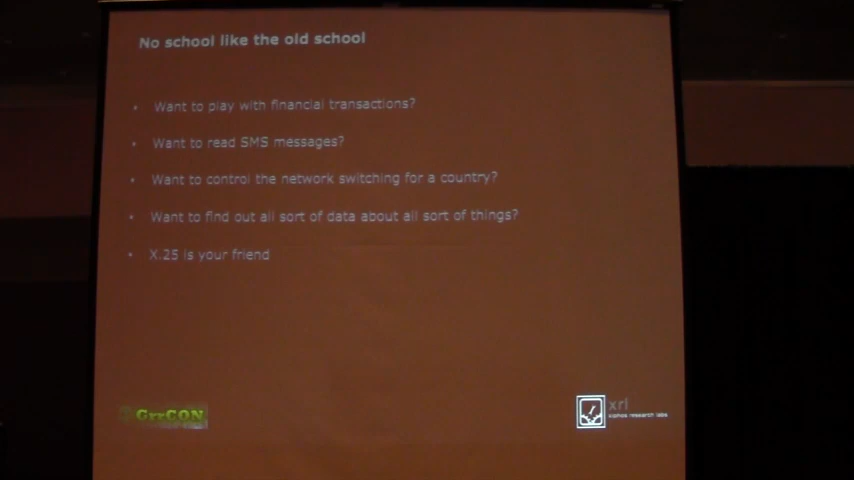 No school like the old school
• Want to play with financial transactions?
• Want to read SMS messages?
• Want to control the network switching for a country?
• Want to find out all sort of data about all sort of things?
• X.25 is your friend
GrrCON
xrl
research labs